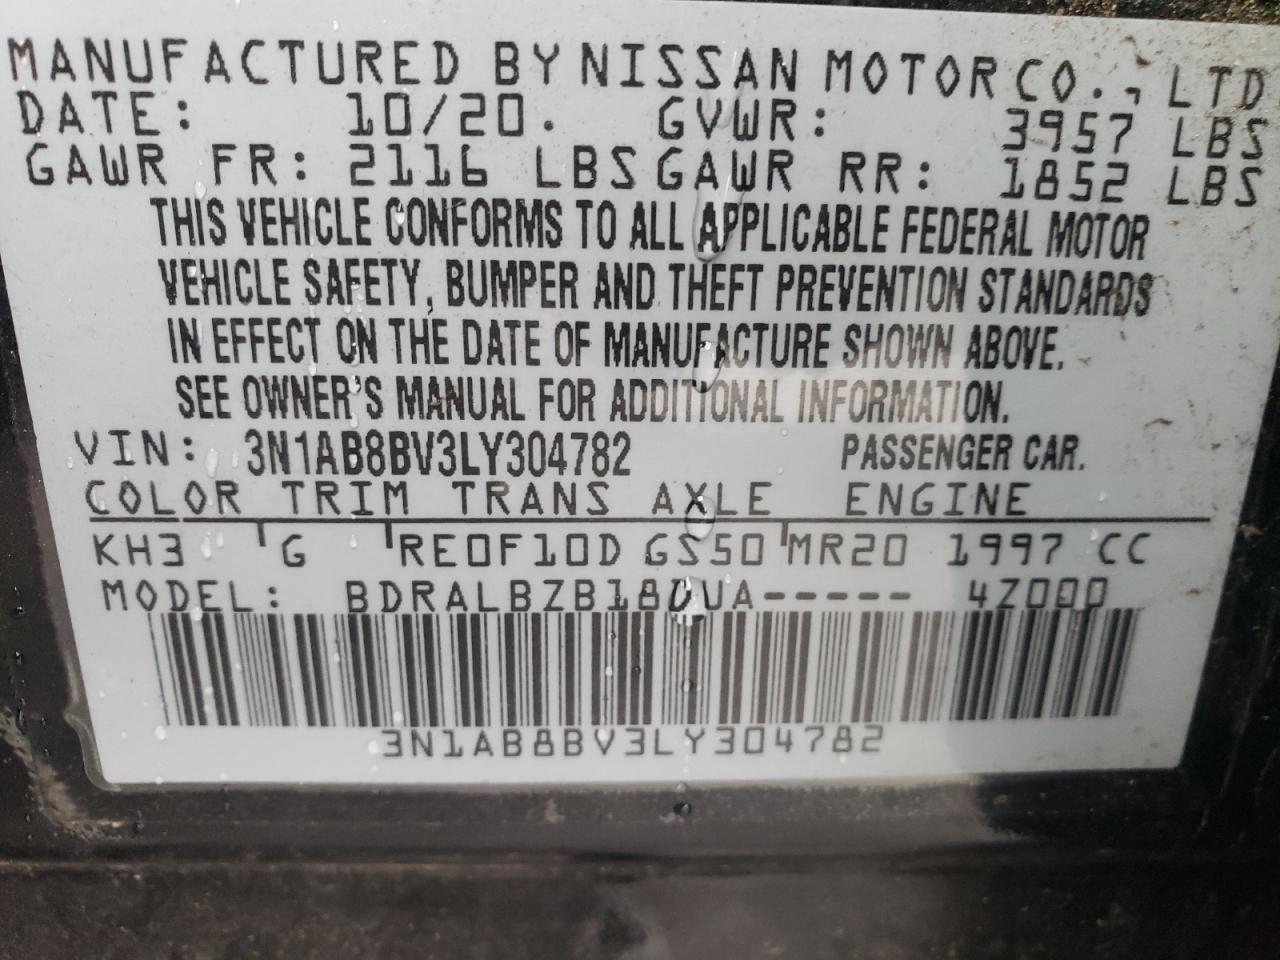 MANUFACTURED BY NISSAN MOTOR CO., LTD
DATE: 10/20. GVWR: 3957 LBS
GAWR FR: 2116 LBS GAWR RR: 1852 LBS
THIS VEHICLE CONFORMS TO ALL APPLICABLE FEDERAL MOTOR
VEHICLE SAFETY, BUMPER AND THEFT PREVENTION STANDARDS
IN EFFECT ON THE DATE OF MANUFACTURE SHOWN ABOVE.
SEE OWNER'S MANUAL FOR ADDITIONAL INFORMATION.
VIN: 3N1AB8BV3LY304782 PASSENGER CAR.
COLOR TRIM TRANS AXLE ENGINE
KH3 G RE0F10D GS50 MR20 1997 CC
MODEL: 4Z000
3N1AB8BV3LY304782